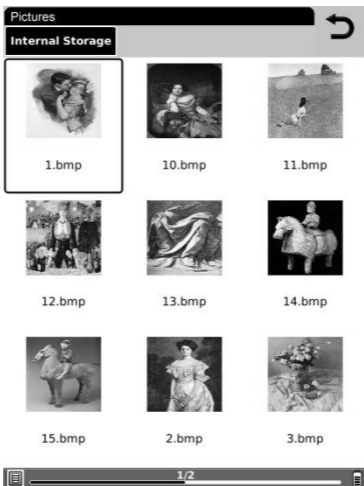 Pictures
Internal Storage
1.bmp
10.bmp
11.bmp
12.bmp
13.bmp
14.bmp
15.bmp
2.bmp
3.bmp
1/2